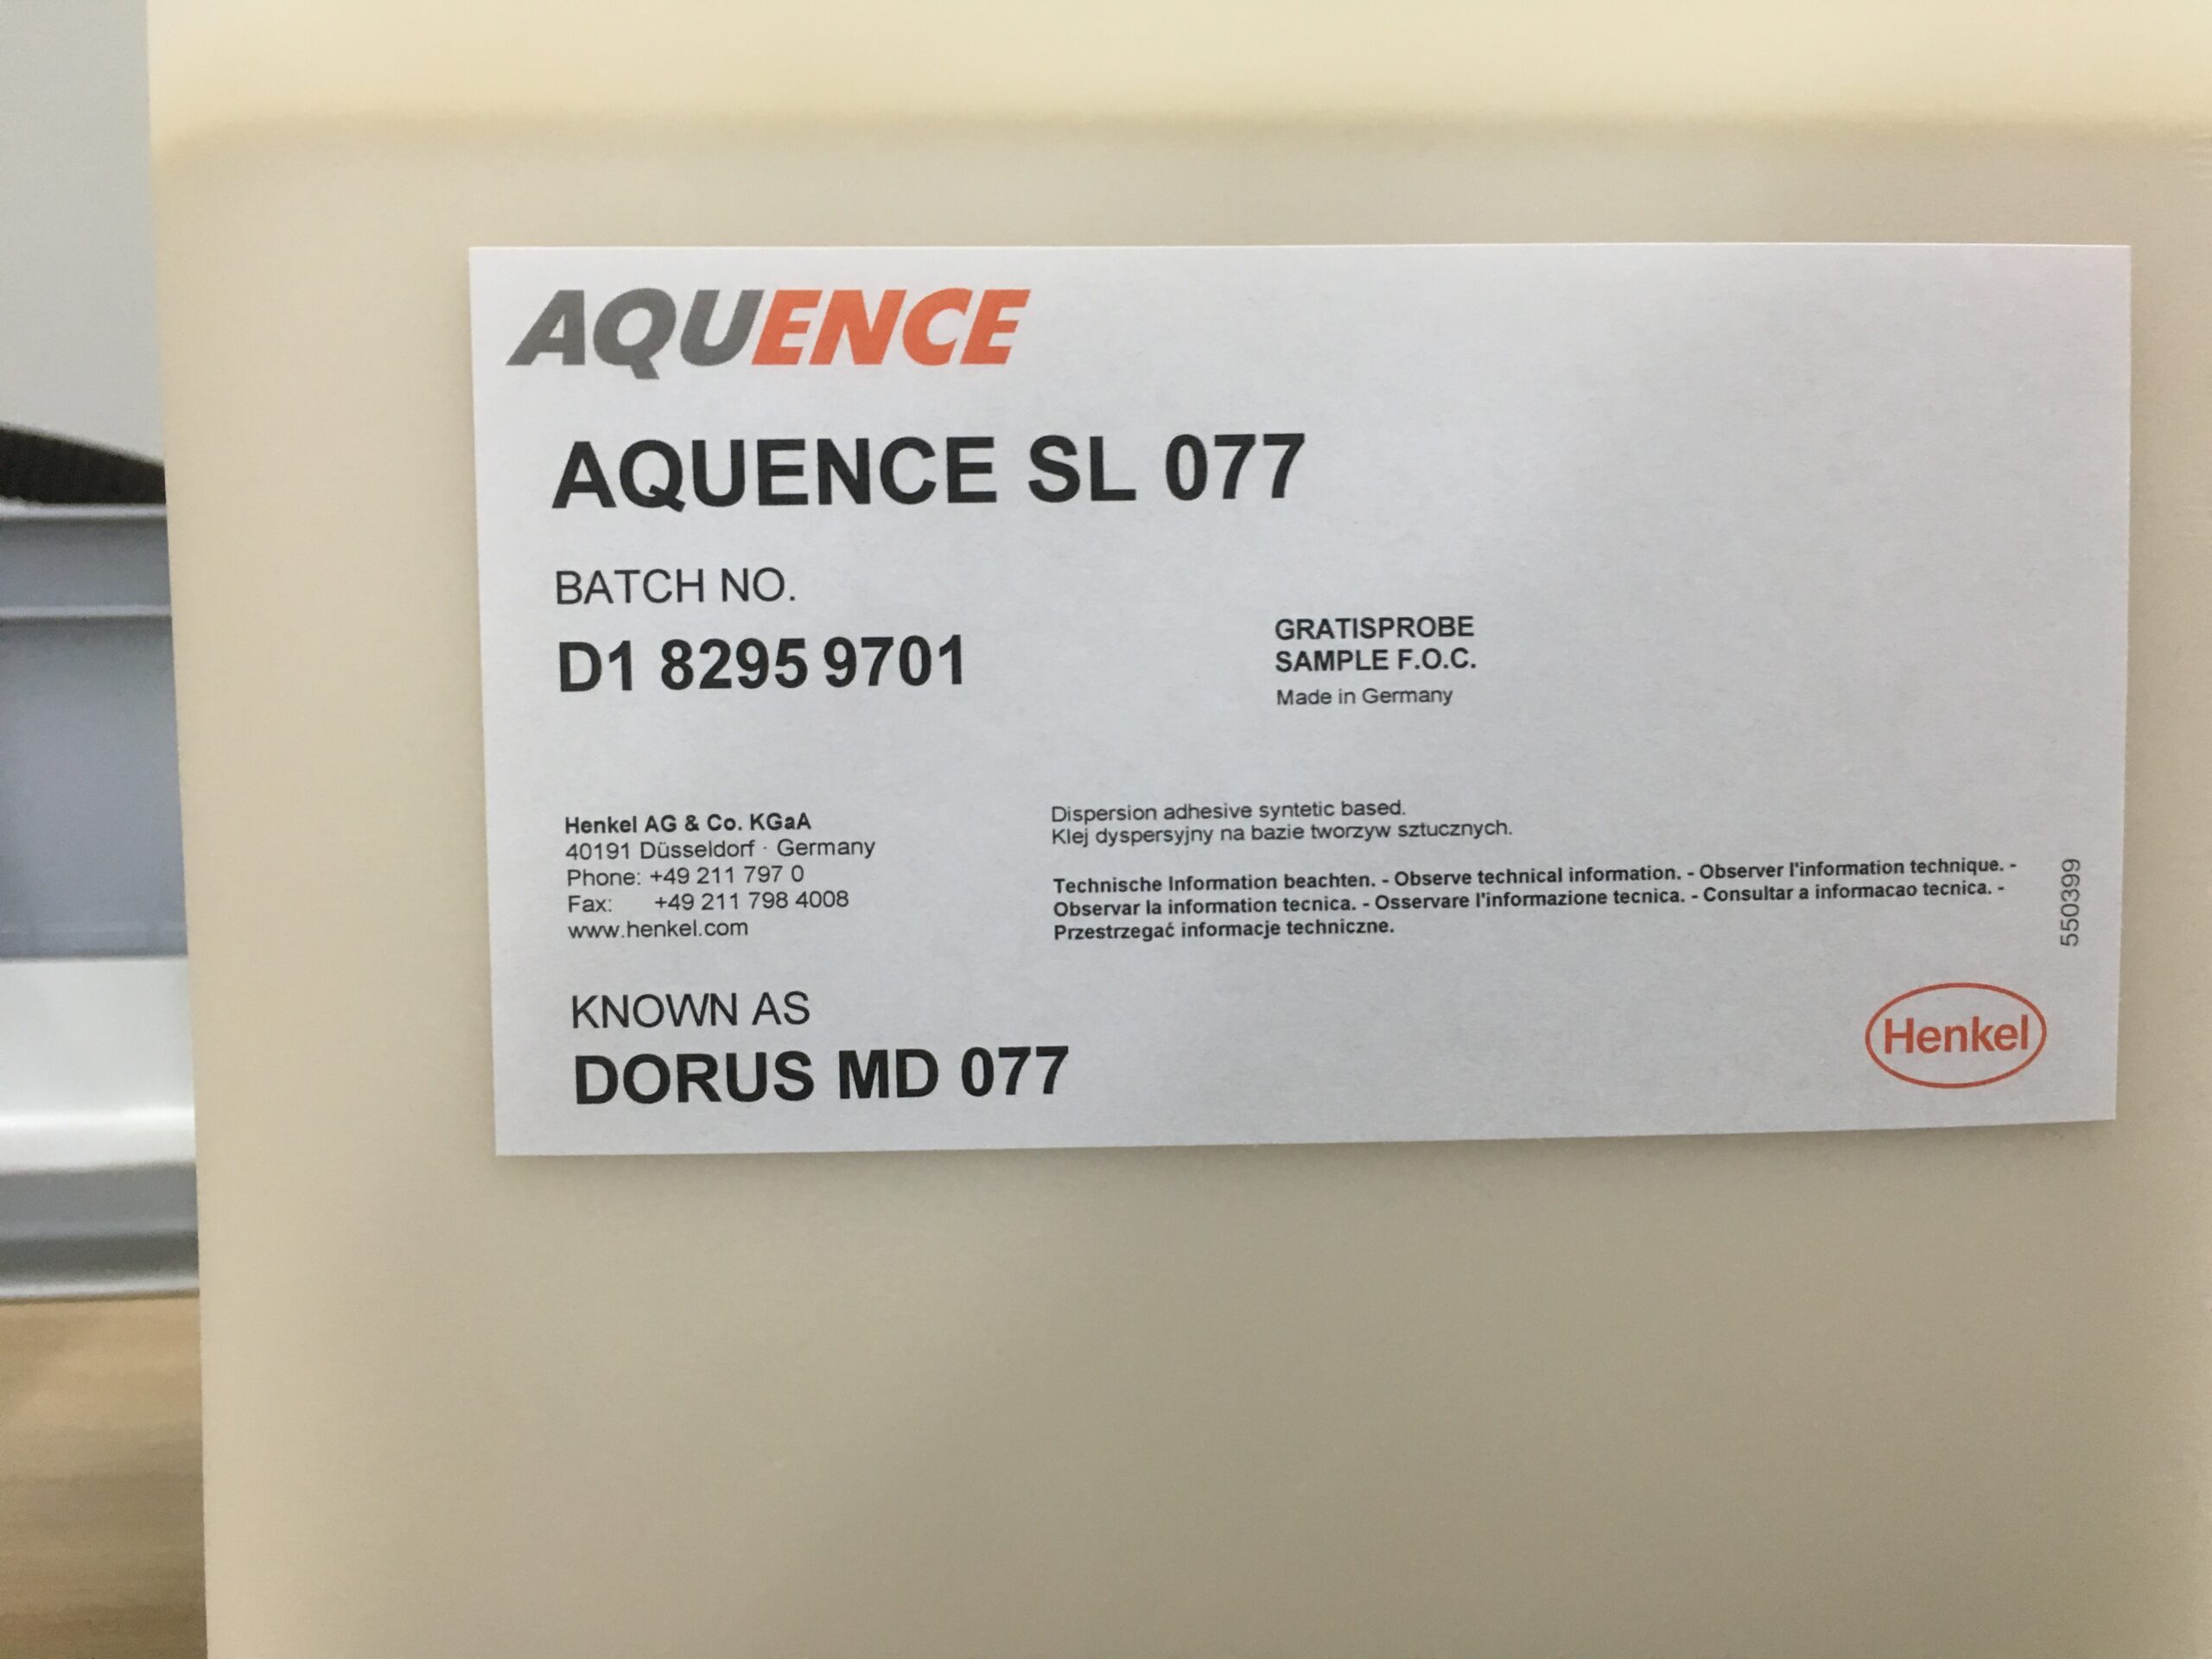 AQUENCE
AQUENCE SL 077
BATCH NO.
D1 8295 9701
GRATISPROBE
SAMPLE F.O.C.
Made in Germany
Henkel AG & Co. KGaA
40191 Düsseldorf · Germany
Phone: +49 211 797 0
Fax: +49 211 798 4008
www.henkel.com
Dispersion adhesive syntetic based.
Klej dyspersyjny na bazie tworzyw sztucznych.
Technische Information beachten. - Observe technical information. - Observer l'information technique. -
Observar la information tecnica. - Osservare l'informazione tecnica. - Consultar a informacao tecnica. -
Przestrzegać informacje techniczne.
550399
KNOWN AS
DORUS MD 077
Henkel